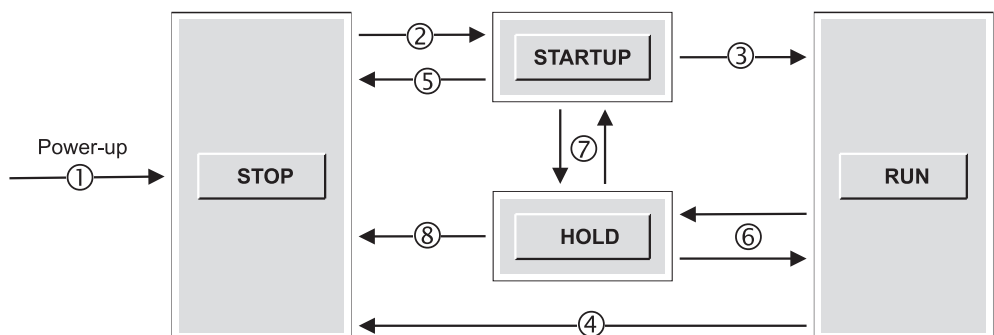 ② STARTUP ③
⑤
Power-up
① STOP ⑦ RUN
⑧ HOLD ⑥
④